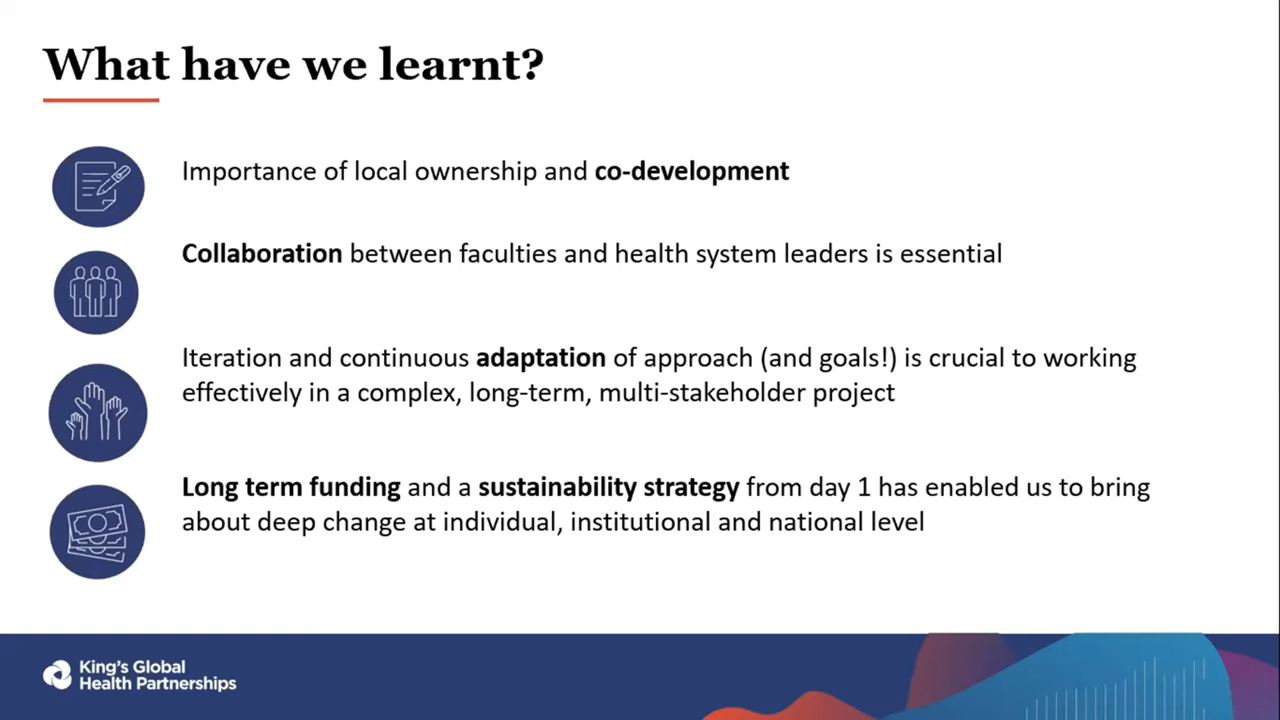 What have we learnt?
Importance of local ownership and co-development
Collaboration between faculties and health system leaders is essential
Iteration and continuous adaptation of approach (and goals!) is crucial to working
effectively in a complex, long-term, multi-stakeholder project
Long term funding and a sustainability strategy from day 1 has enabled us to bring
about deep change at individual, institutional and national level
King's Global
Health Partnerships